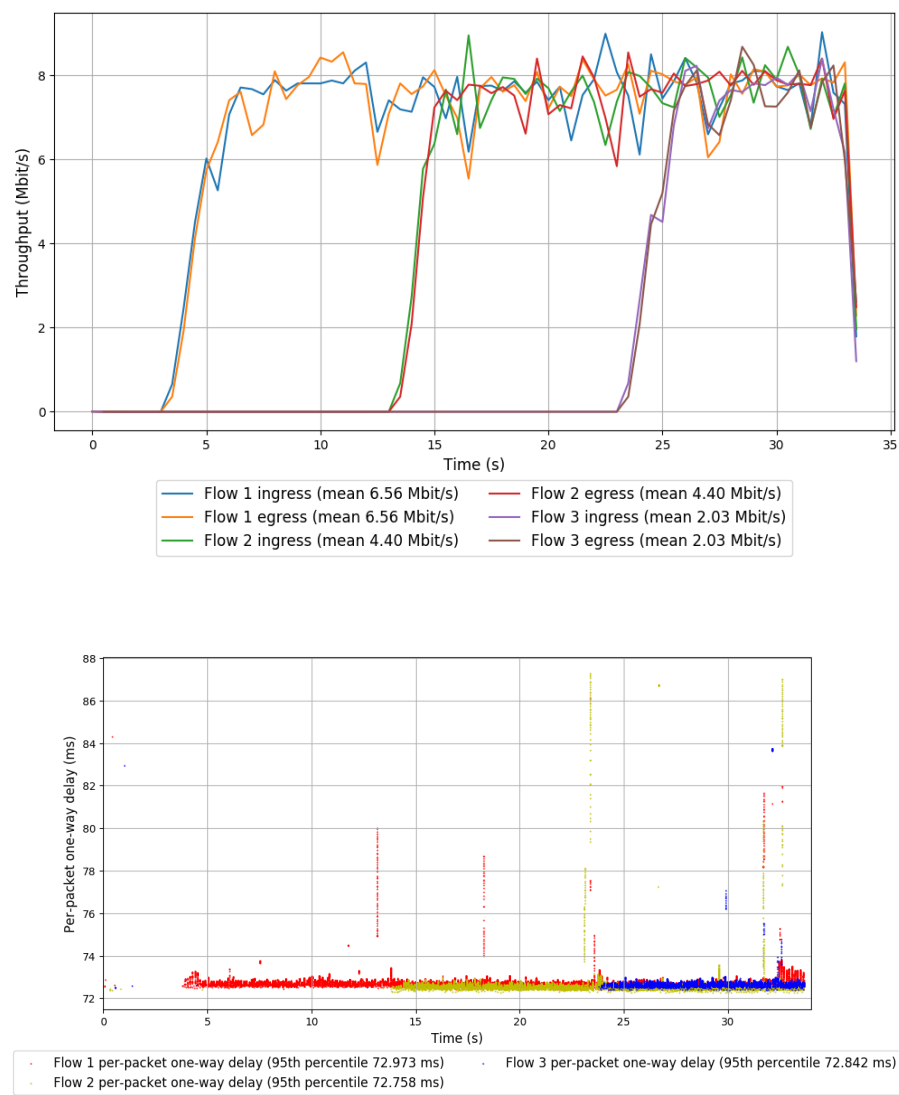 8
6
4
2
0
Throughput (Mbit/s)
0 5 10 15 20 25 30 35
Time (s)
Flow 1 ingress (mean 6.56 Mbit/s)
Flow 1 egress (mean 6.56 Mbit/s)
Flow 2 ingress (mean 4.40 Mbit/s)
Flow 2 egress (mean 4.40 Mbit/s)
Flow 3 ingress (mean 2.03 Mbit/s)
Flow 3 egress (mean 2.03 Mbit/s)
88
86
84
82
80
78
76
74
72
Per-packet one-way delay (ms)
0 5 10 15 20 25 30
Time (s)
Flow 1 per-packet one-way delay (95th percentile 72.973 ms)
Flow 2 per-packet one-way delay (95th percentile 72.758 ms)
Flow 3 per-packet one-way delay (95th percentile 72.842 ms)